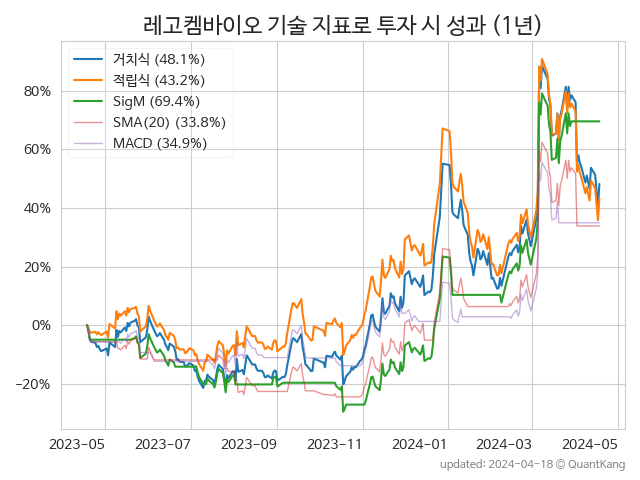 레고켐바이오 기술 지표로 투자 시 성과 (1년)
거치식 (48.1%)
적립식 (43.2%)
SigM (69.4%)
SMA(20) (33.8%)
MACD (34.9%)
80%
60%
40%
20%
0%
−20%
2023-05 2023-07 2023-09 2023-11 2024-01 2024-03 2024-05
updated: 2024-04-18 © QuantKang